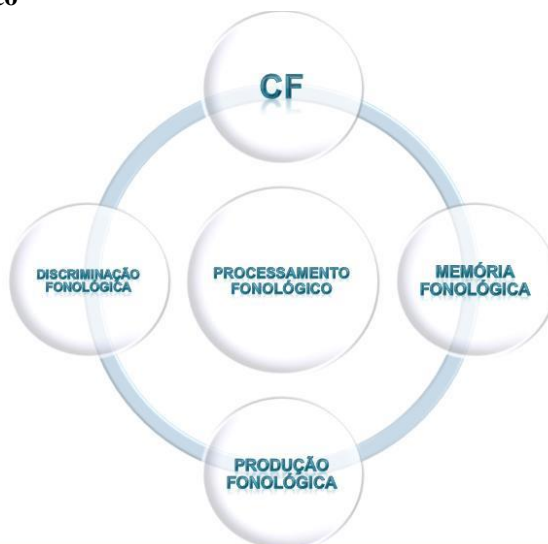 CF
DISCRIMINAÇÃO
FONOLÓGICA
PROCESSAMENTO
FONOLÓGICO
MEMÓRIA
FONOLÓGICA
PRODUÇÃO
FONOLÓGICA